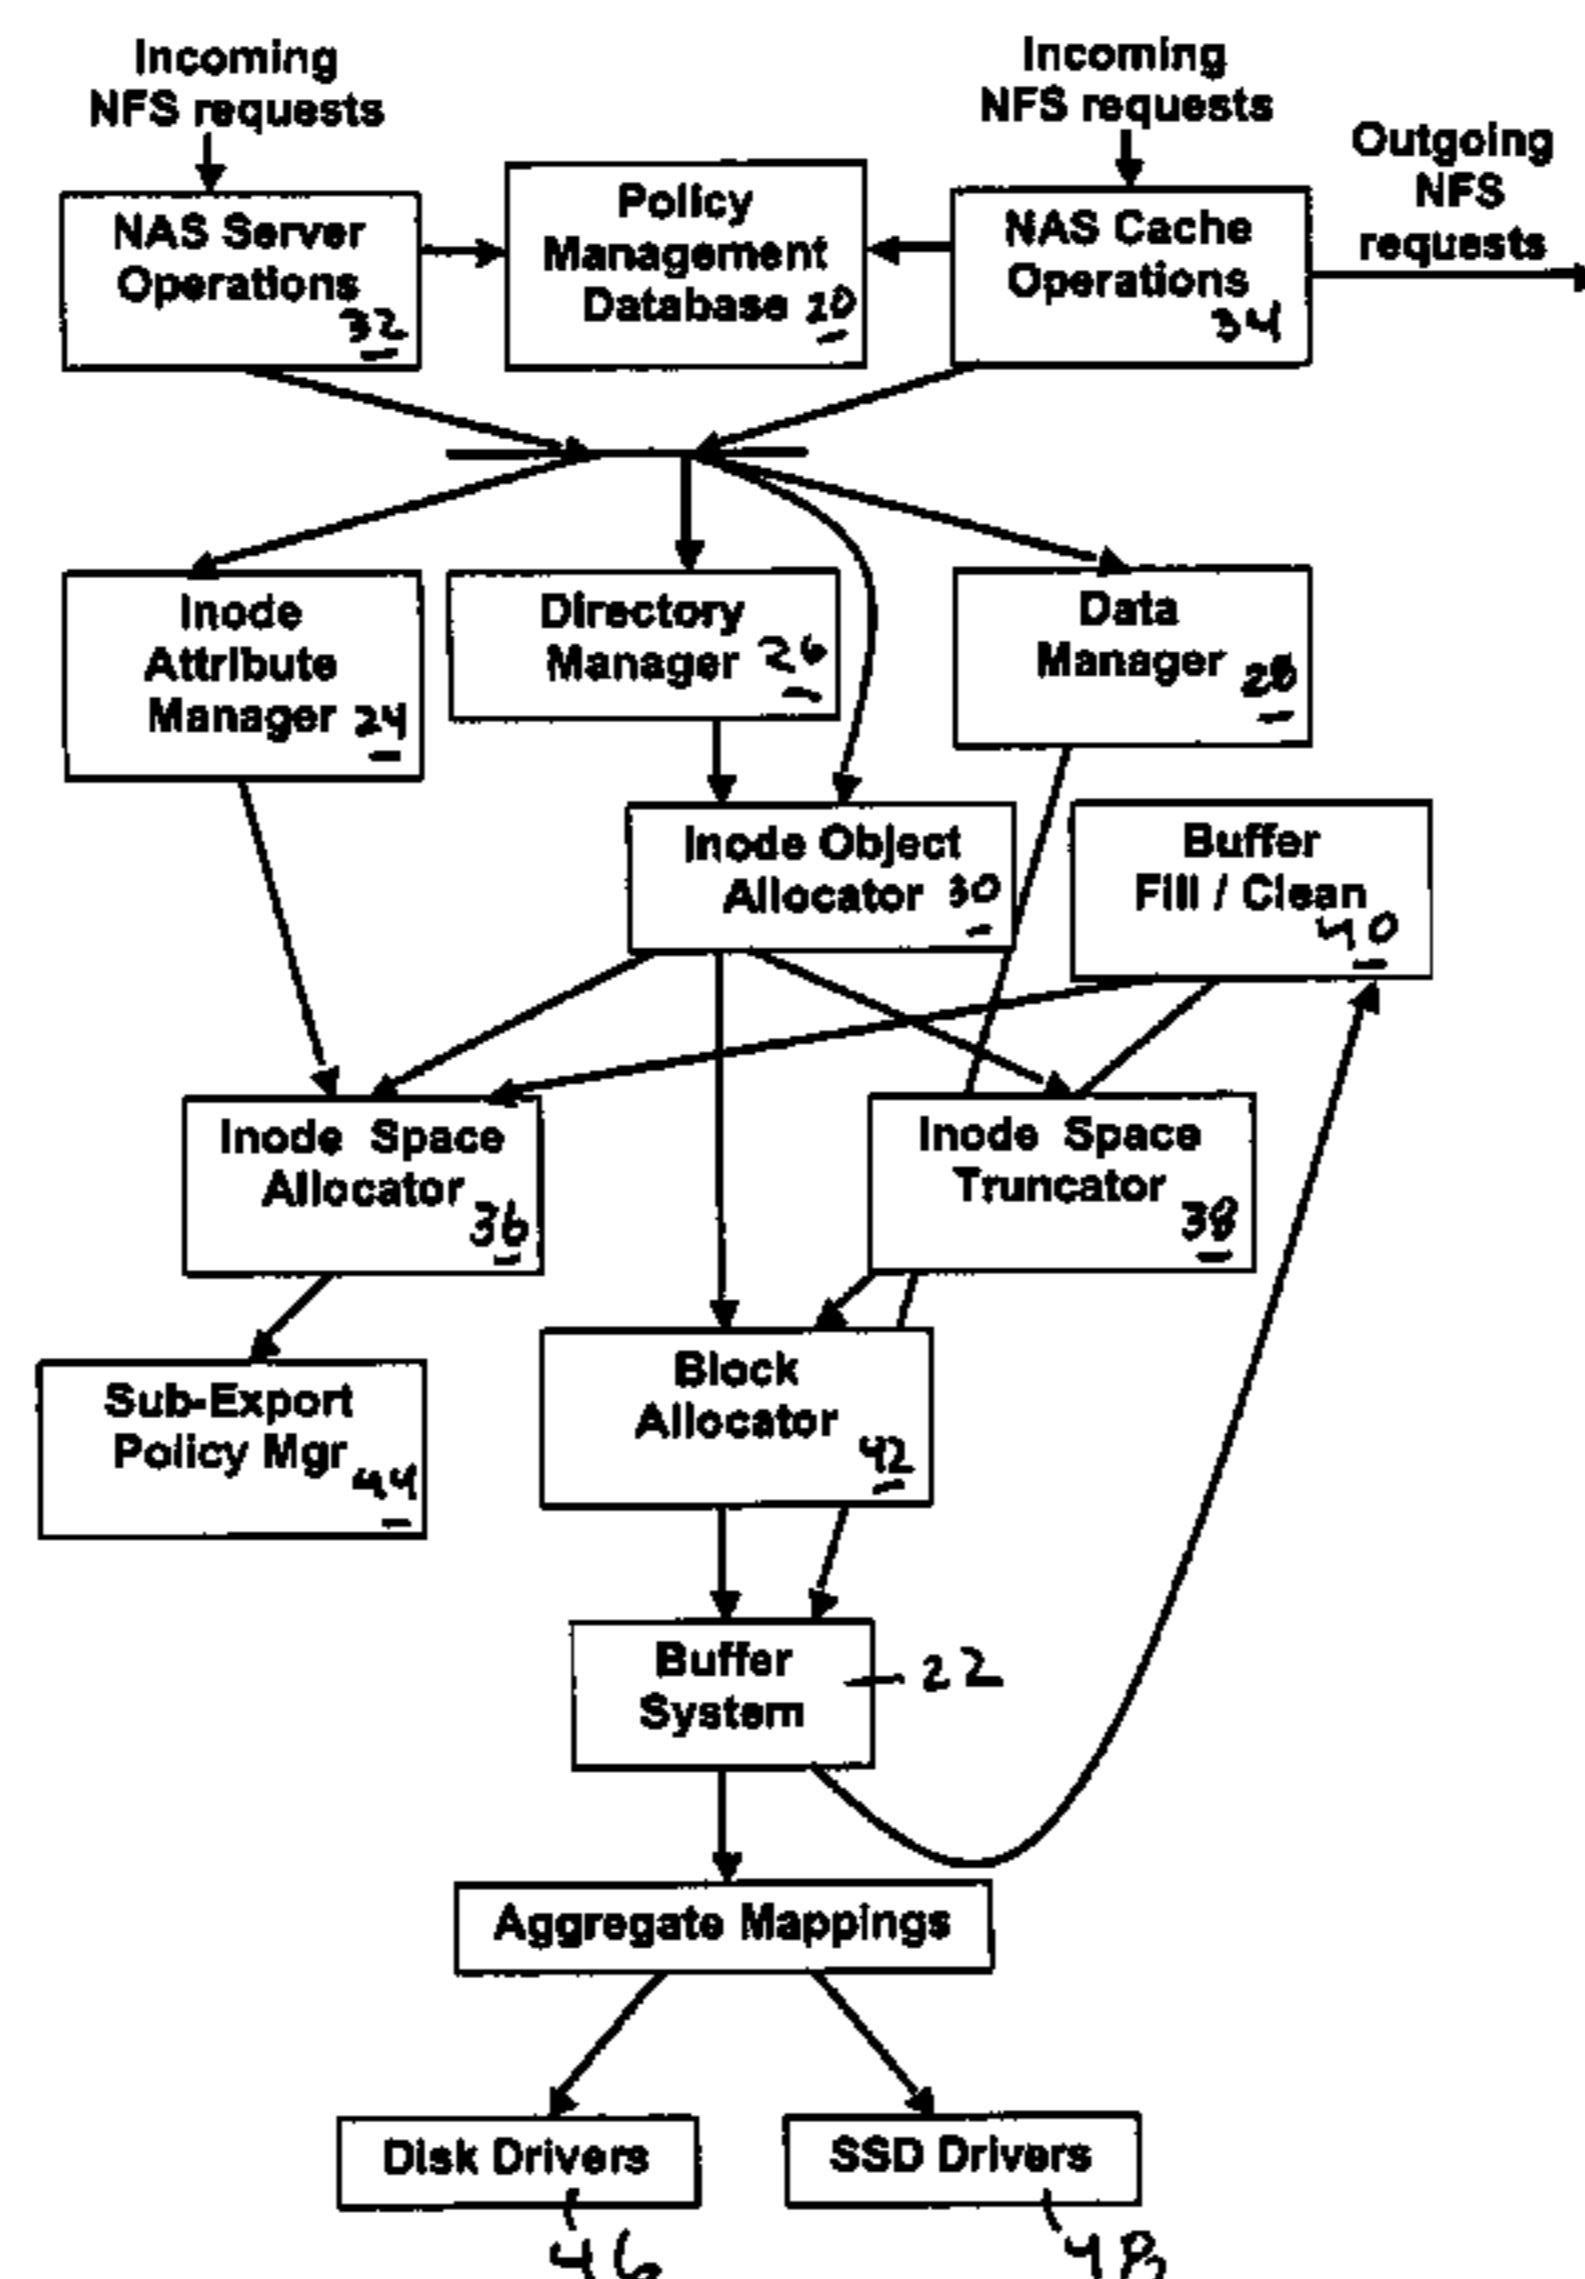 Incoming
NFS requests
Incoming
NFS requests
Outgoing
NFS
requests
NAS Server
Operations
32
Policy
Management
Database 20
NAS Cache
Operations
34
Inode
Attribute
Manager 24
Directory
Manager 26
Data
Manager 28
Inode Object
Allocator 30
Buffer
Fill / Clean
40
Inode Space
Allocator
36
Inode Space
Truncator
38
Sub-Export
Policy Mgr
44
Block
Allocator
42
Buffer
System
22
Aggregate Mappings
Disk Drivers
SSD Drivers
46
48